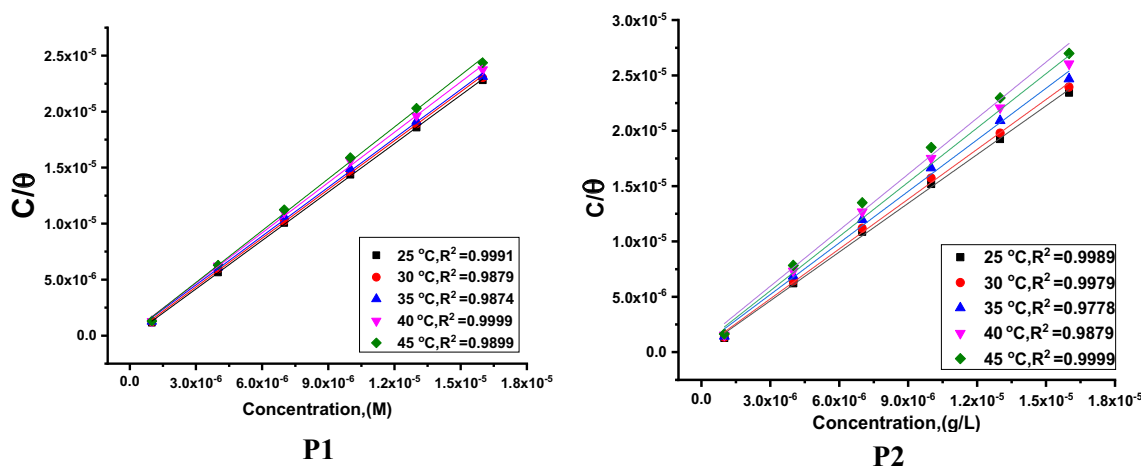 C/θ
2.5x10⁻⁵
2.0x10⁻⁵
1.5x10⁻⁵
1.0x10⁻⁵
5.0x10⁻⁶
0.0
0.0 3.0x10⁻⁶ 6.0x10⁻⁶ 9.0x10⁻⁶ 1.2x10⁻⁵ 1.5x10⁻⁵ 1.8x10⁻⁵
Concentration,(M)
25 °C,R²=0.9991
30 °C,R²=0.9879
35 °C,R²=0.9874
40 °C,R²=0.9999
45 °C,R²=0.9899
P1
C/θ
3.0x10⁻⁵
2.5x10⁻⁵
2.0x10⁻⁵
1.5x10⁻⁵
1.0x10⁻⁵
5.0x10⁻⁶
0.0
0.0 3.0x10⁻⁶ 6.0x10⁻⁶ 9.0x10⁻⁶ 1.2x10⁻⁵ 1.5x10⁻⁵ 1.8x10⁻⁵
Concentration,(g/L)
25 °C,R²=0.9989
30 °C,R²=0.9979
35 °C,R²=0.9778
40 °C,R²=0.9879
45 °C,R²=0.9999
P2